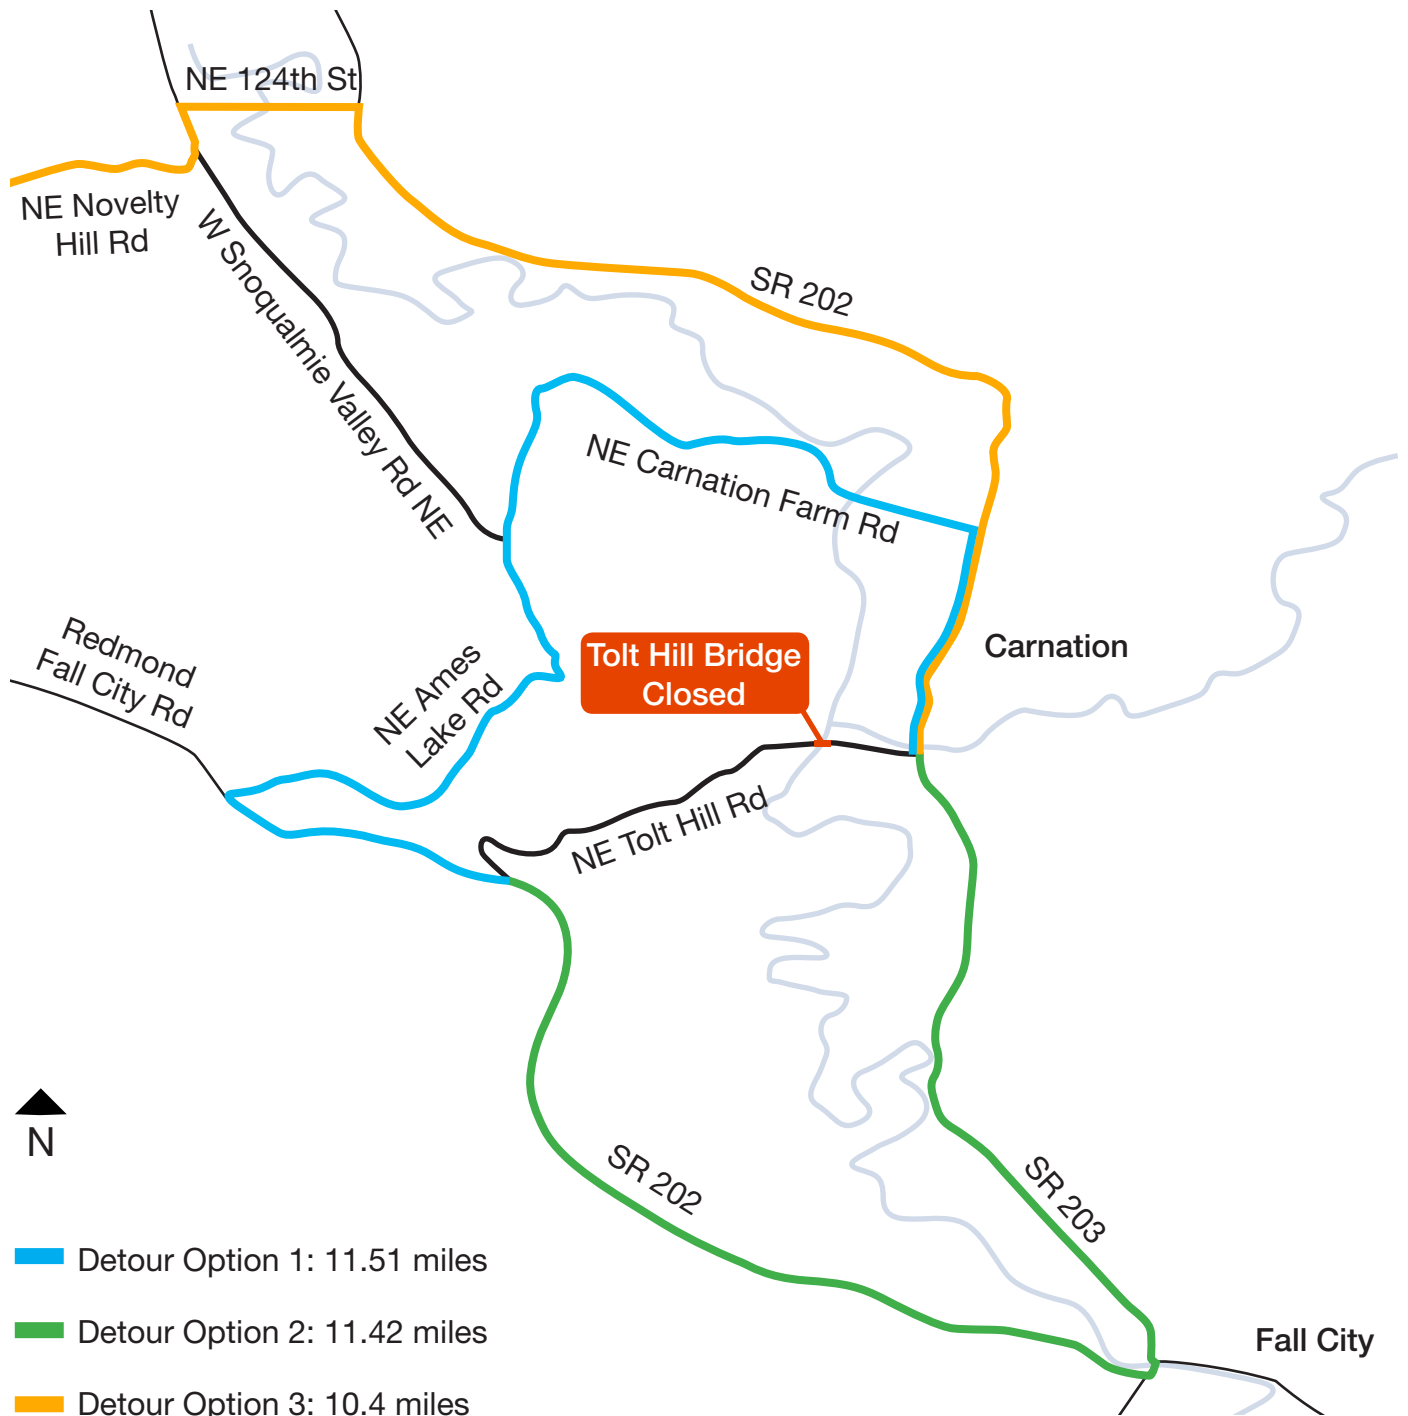 NE 124th St
NE Novelty
Hill Rd
W Snoqualmie Valley Rd NE
SR 202
NE Carnation Farm Rd
Redmond
Fall City Rd
NE Ames
Lake Rd
Tolt Hill Bridge
Closed
Carnation
NE Tolt Hill Rd
N
SR 202
SR 203
Fall City
Detour Option 1: 11.51 miles
Detour Option 2: 11.42 miles
Detour Option 3: 10.4 miles